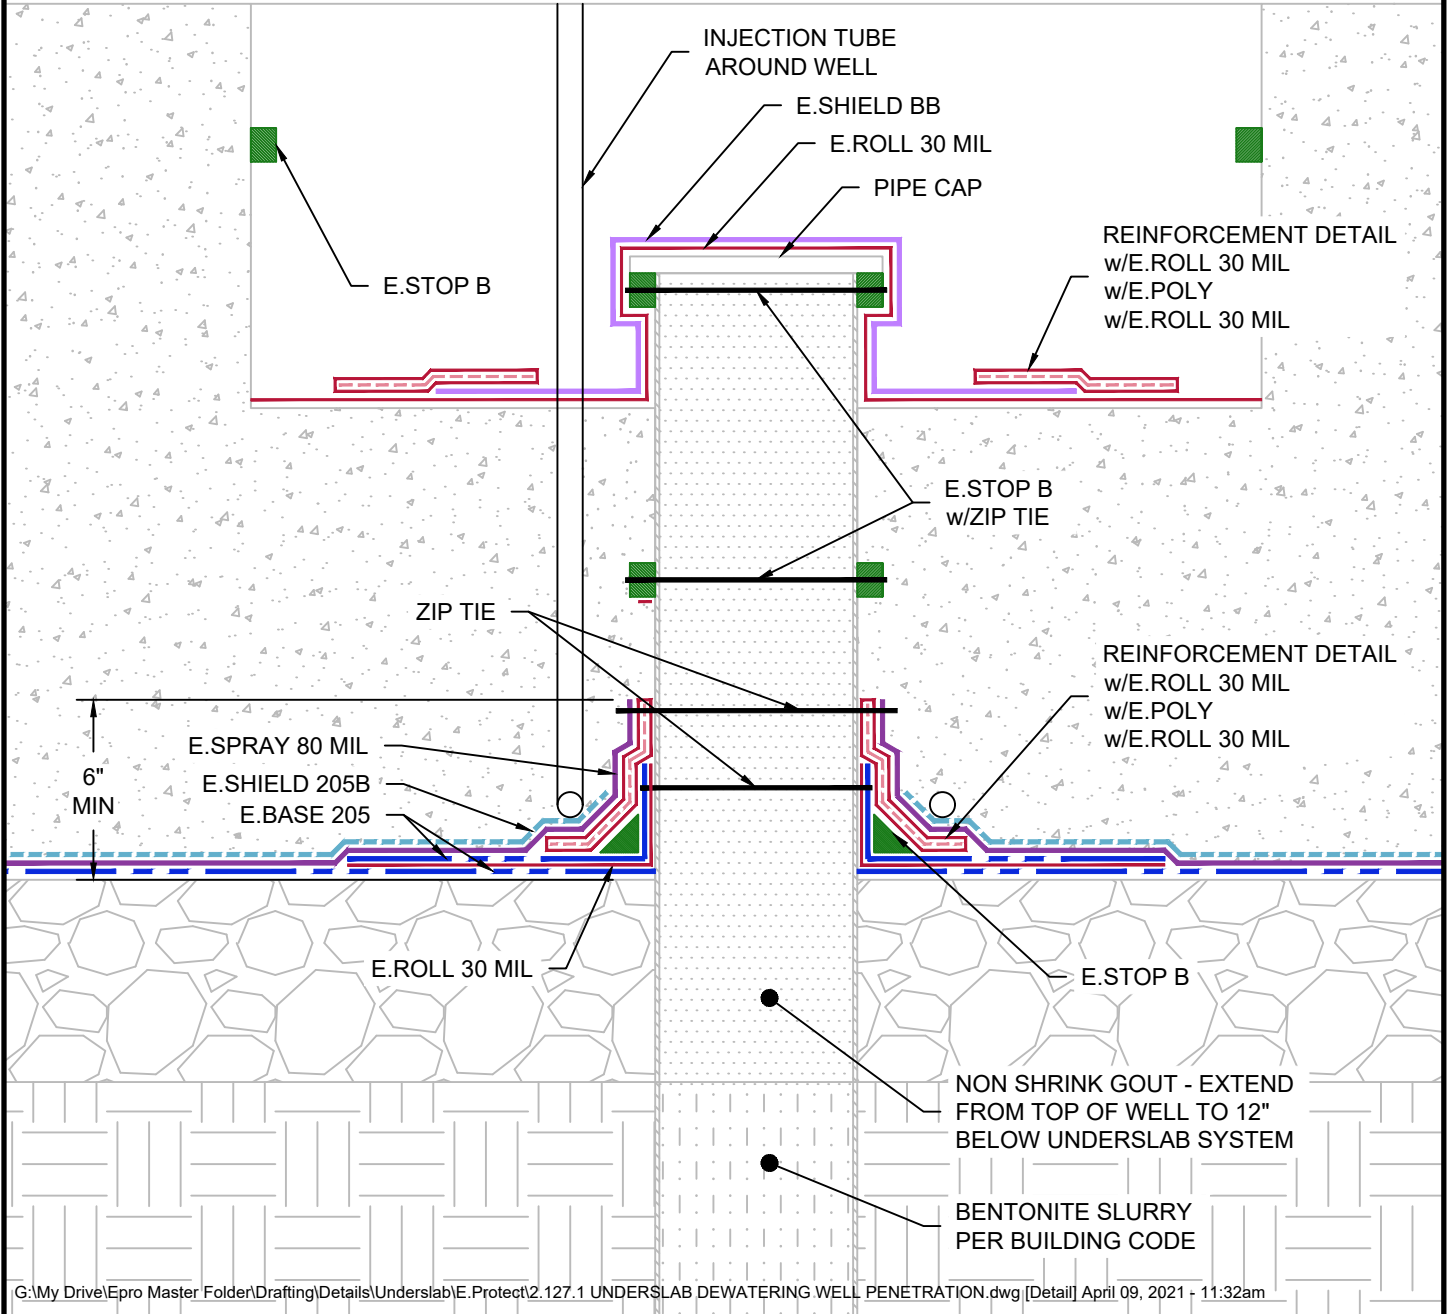 INJECTION TUBE
AROUND WELL
E.SHIELD BB
E.ROLL 30 MIL
PIPE CAP
REINFORCEMENT DETAIL
w/E.ROLL 30 MIL
w/E.POLY
w/E.ROLL 30 MIL
E.STOP B
E.STOP B
w/ZIP TIE
ZIP TIE
REINFORCEMENT DETAIL
w/E.ROLL 30 MIL
w/E.POLY
w/E.ROLL 30 MIL
E.SPRAY 80 MIL
E.SHIELD 205B
E.BASE 205
6"
MIN
E.ROLL 30 MIL
E.STOP B
NON SHRINK GOUT - EXTEND
FROM TOP OF WELL TO 12"
BELOW UNDERSLAB SYSTEM
BENTONITE SLURRY
PER BUILDING CODE
G:\My Drive\Epro Master Folder\Drafting\Details\Underslab\E.Protect\2.127.1 UNDERSLAB DEWATERING WELL PENETRATION.dwg [Detail] April 09, 2021 - 11:32am